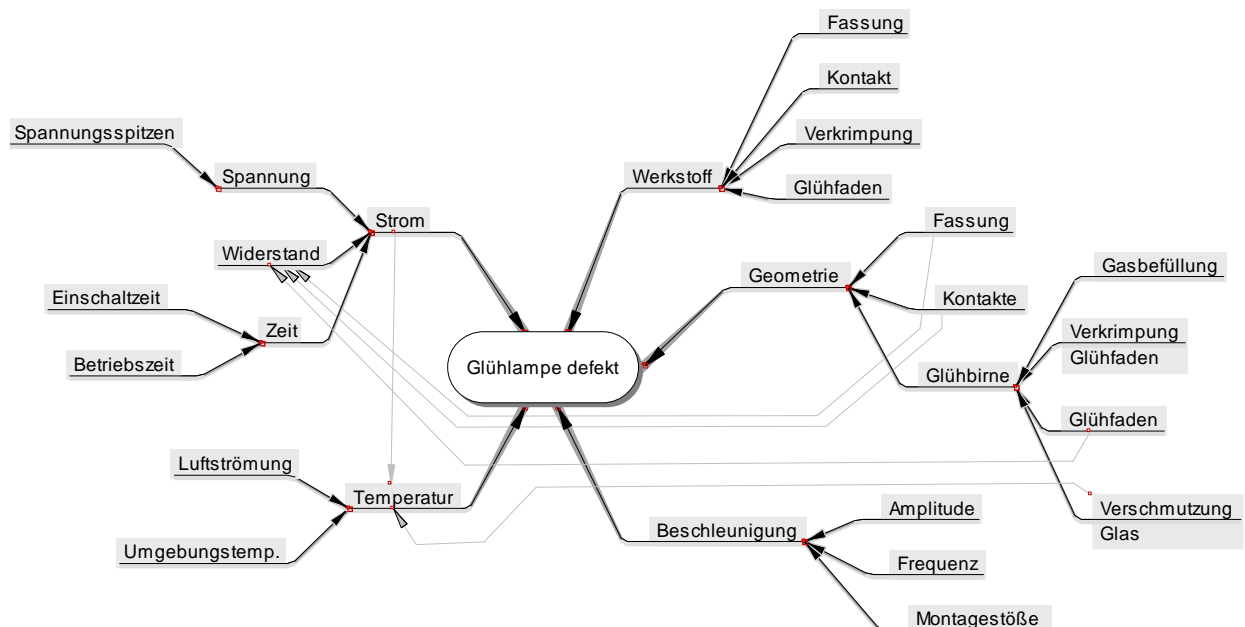 Fassung
Kontakt
Verkrimpung
Glühfaden
Werkstoff
Spannungsspitzen
Spannung
Strom
Widerstand
Einschaltzeit
Zeit
Betriebszeit
Fassung
Geometrie
Kontakte
Gasbefüllung
Verkrimpung
Glühfaden
Glühbirne
Glühfaden
Verschmutzung
Glas
Glühlampe defekt
Luftströmung
Temperatur
Umgebungstemp.
Beschleunigung
Amplitude
Frequenz
Montagestöße